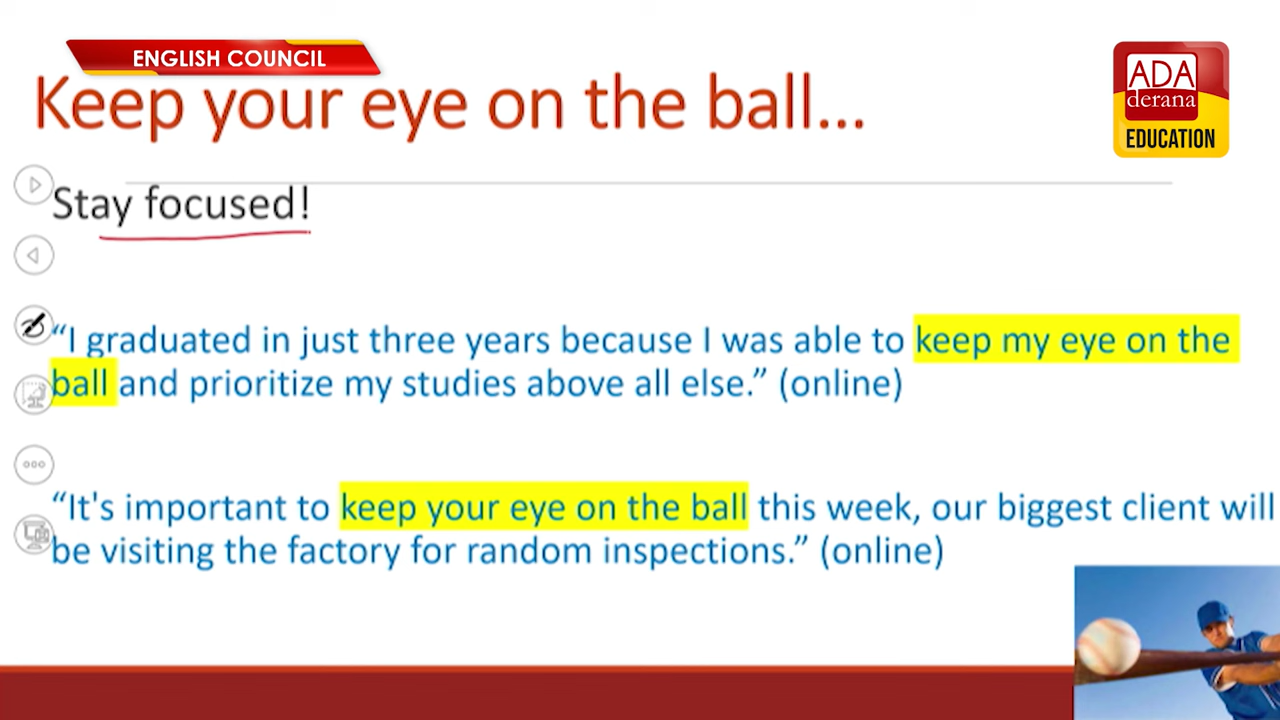 ENGLISH COUNCIL
ADA
derana
EDUCATION
Keep your eye on the ball...
Stay focused!
“I graduated in just three years because I was able to keep my eye on the
ball and prioritize my studies above all else.” (online)
“It's important to keep your eye on the ball this week, our biggest client will
be visiting the factory for random inspections.” (online)